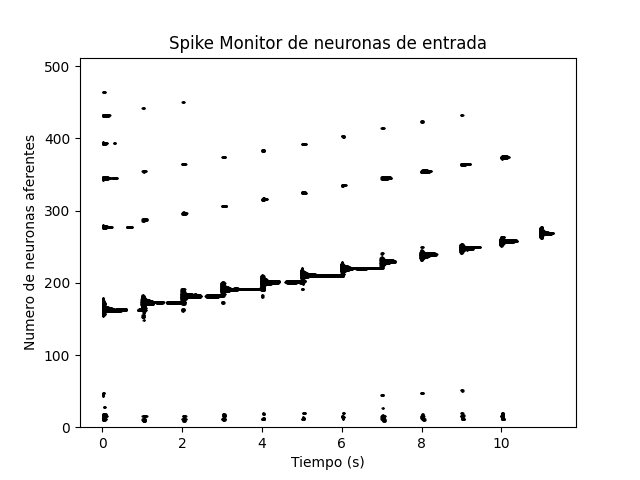 Spike Monitor de neuronas de entrada
Numero de neuronas aferentes
500
400
300
200
100
0
0 2 4 6 8 10
Tiempo (s)